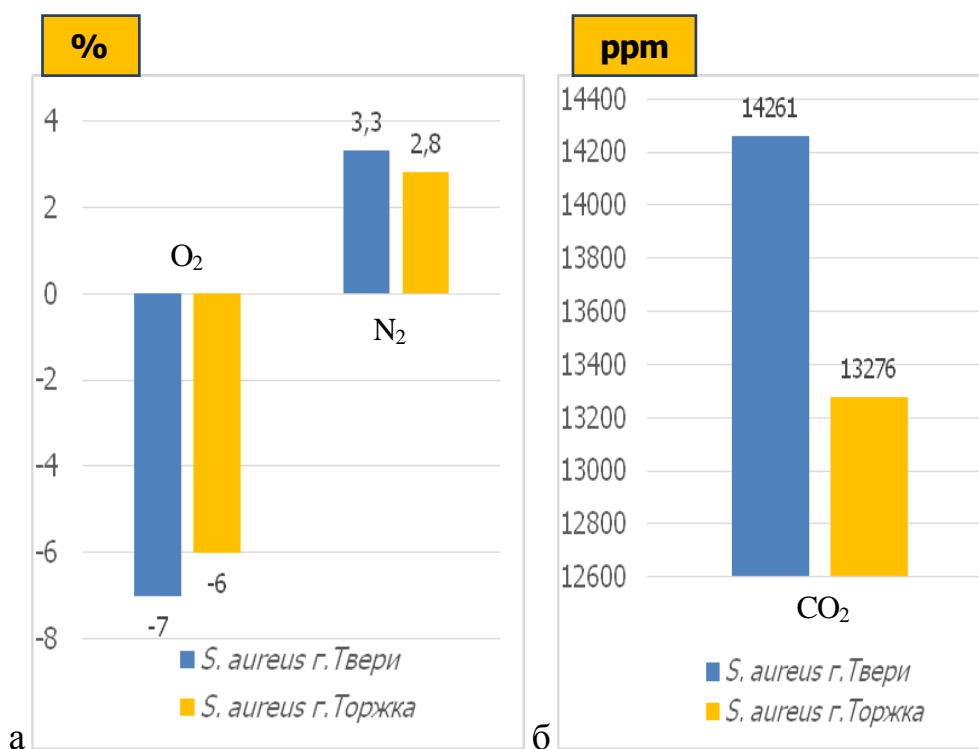 %
4
2
0
-2
-4
-6
-8
3,3
2,8
O₂
N₂
-7
-6
S. aureus г.Твери
S. aureus г.Торжка
а
ppm
14400
14200
14000
13800
13600
13400
13200
13000
12800
12600
14261
13276
CO₂
S. aureus г.Твери
S. aureus г.Торжка
б